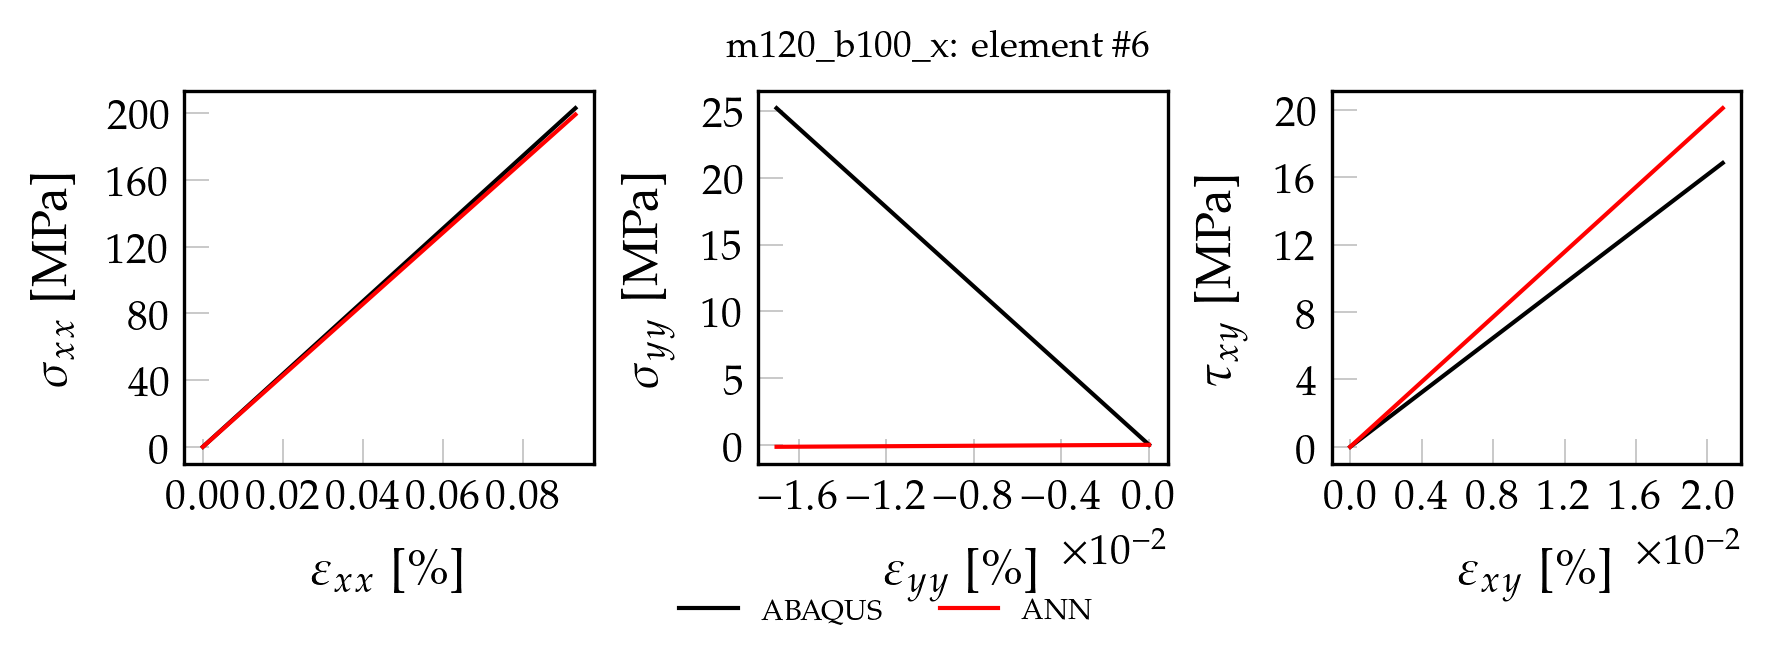 m120_b100_x: element #6
σxx [MPa]
200
160
120
80
40
0
0.00 0.02 0.04 0.06 0.08
εxx [%]
σyy [MPa]
25
20
15
10
5
0
−1.6 −1.2 −0.8 −0.4 0.0
×10−2
εyy [%]
τxy [MPa]
20
16
12
8
4
0
0.0 0.4 0.8 1.2 1.6 2.0
×10−2
εxy [%]
ABAQUS ANN